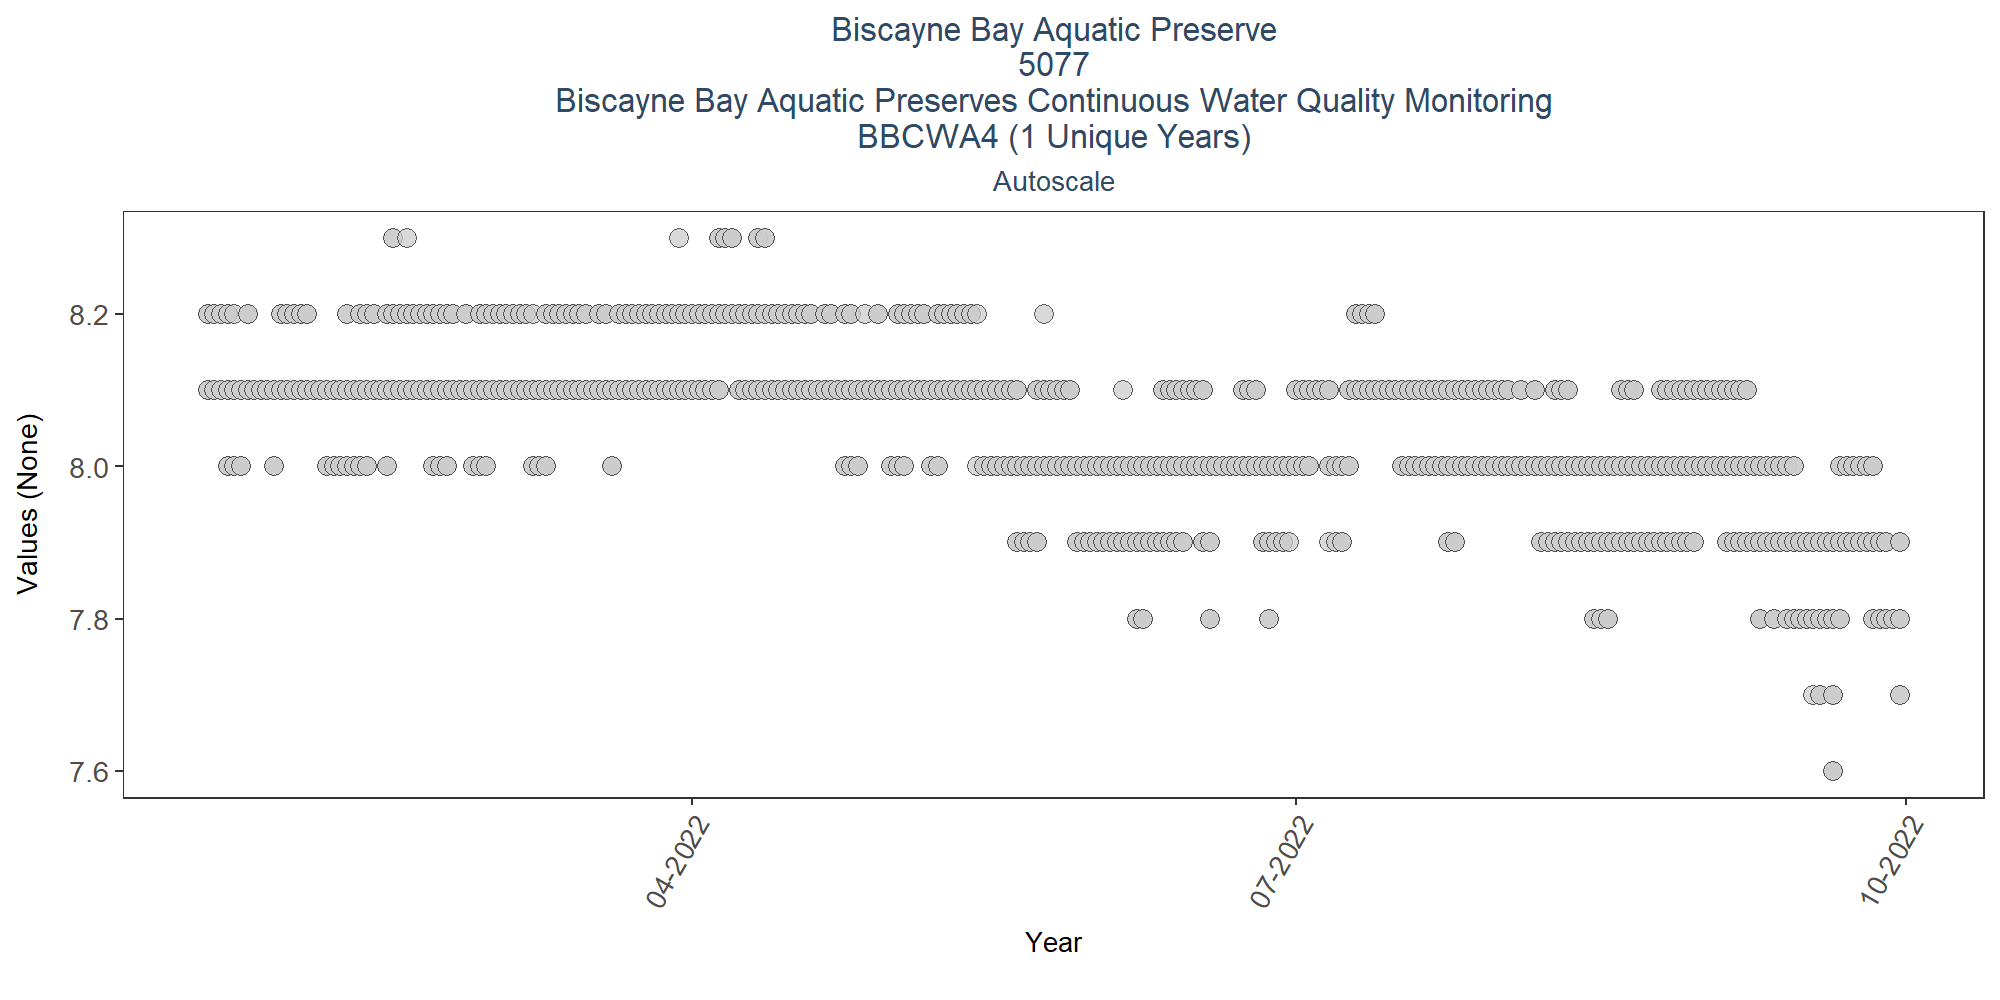 Biscayne Bay Aquatic Preserve
5077
Biscayne Bay Aquatic Preserves Continuous Water Quality Monitoring
BBCWA4 (1 Unique Years)
Autoscale
Values (None)
8.2
8.0
7.8
7.6
04-2022
07-2022
10-2022
Year